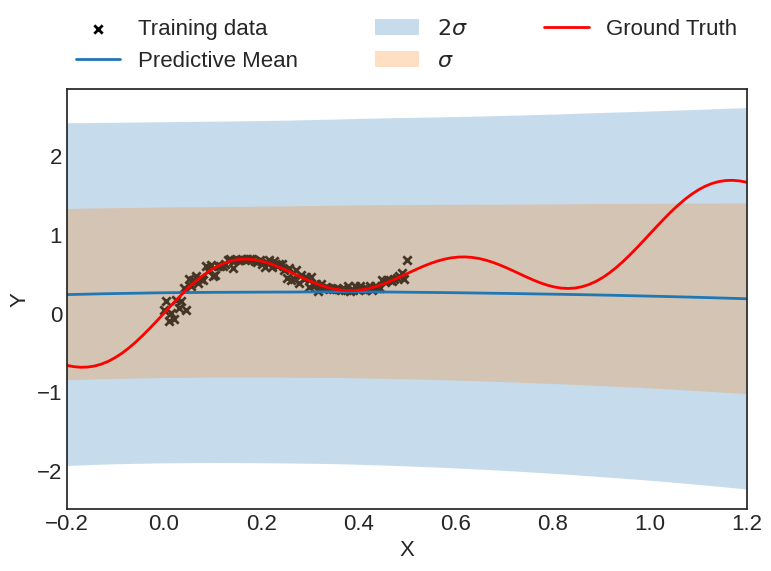 Training data
Predictive Mean
2σ
σ
Ground Truth
Y
2
1
0
−1
−2
−0.2 0.0 0.2 0.4 0.6 0.8 1.0 1.2
X